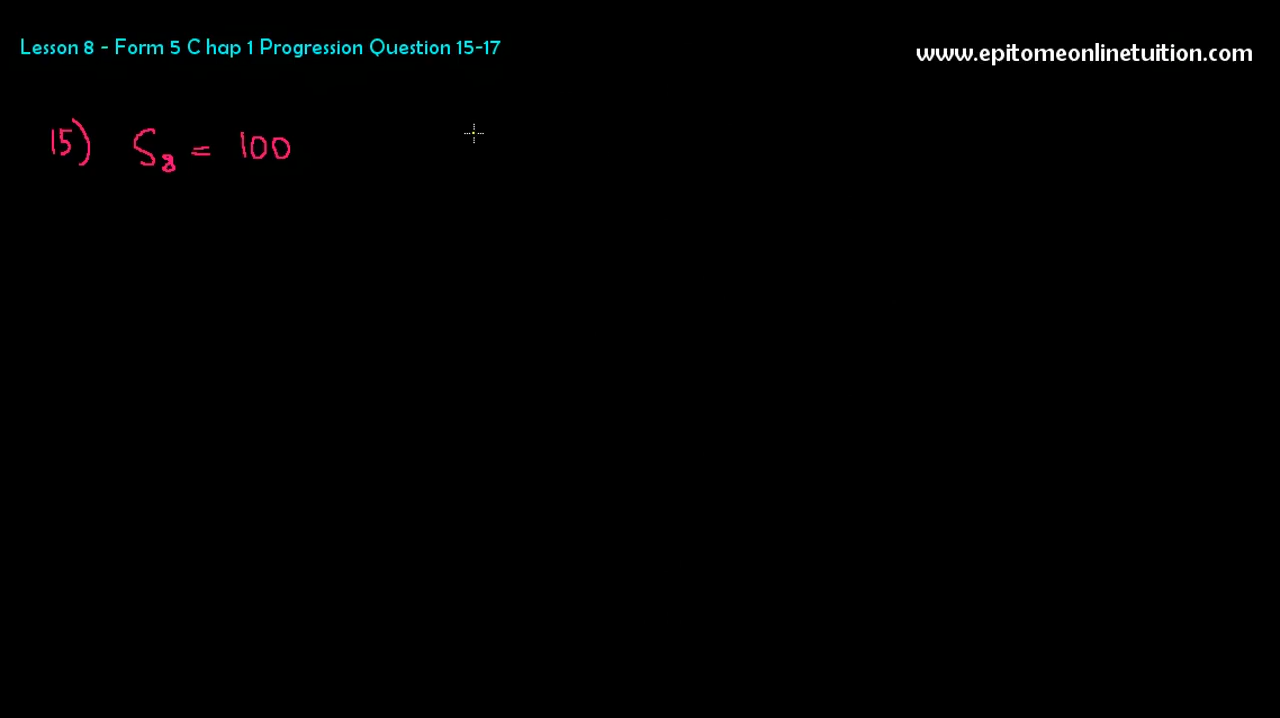 Lesson 8 - Form 5 C hap 1 Progression Question 15-17
www.epitomeonlinetuition.com
15) S₈ = 100